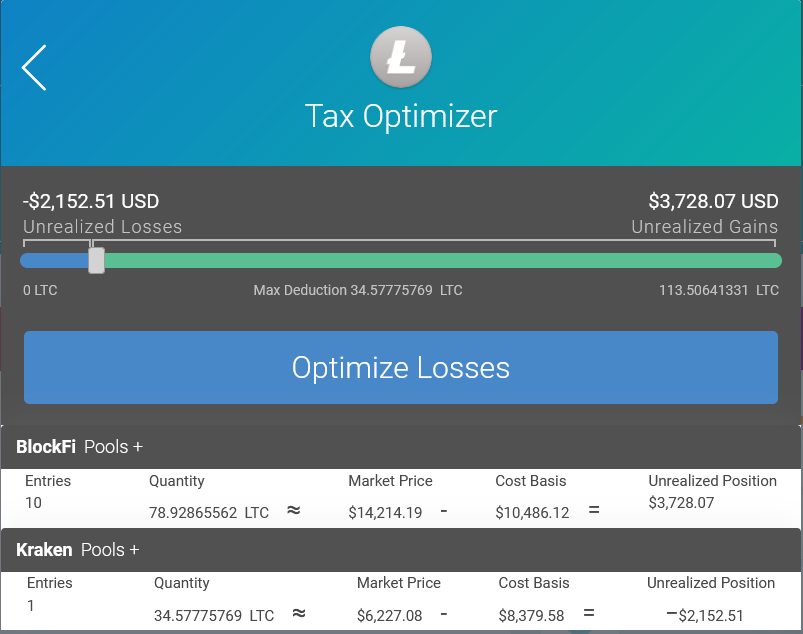 Tax Optimizer
-$2,152.51 USD $3,728.07 USD
Unrealized Losses Unrealized Gains
0 LTC Max Deduction 34.57775769 LTC 113.50641331 LTC
Optimize Losses
BlockFi Pools +
Entries Quantity Market Price Cost Basis Unrealized Position
10 78.92865562 LTC ≈ $14,214.19 - $10,486.12 = $3,728.07
Kraken Pools +
Entries Quantity Market Price Cost Basis Unrealized Position
1 34.57775769 LTC ≈ $6,227.08 - $8,379.58 = −$2,152.51